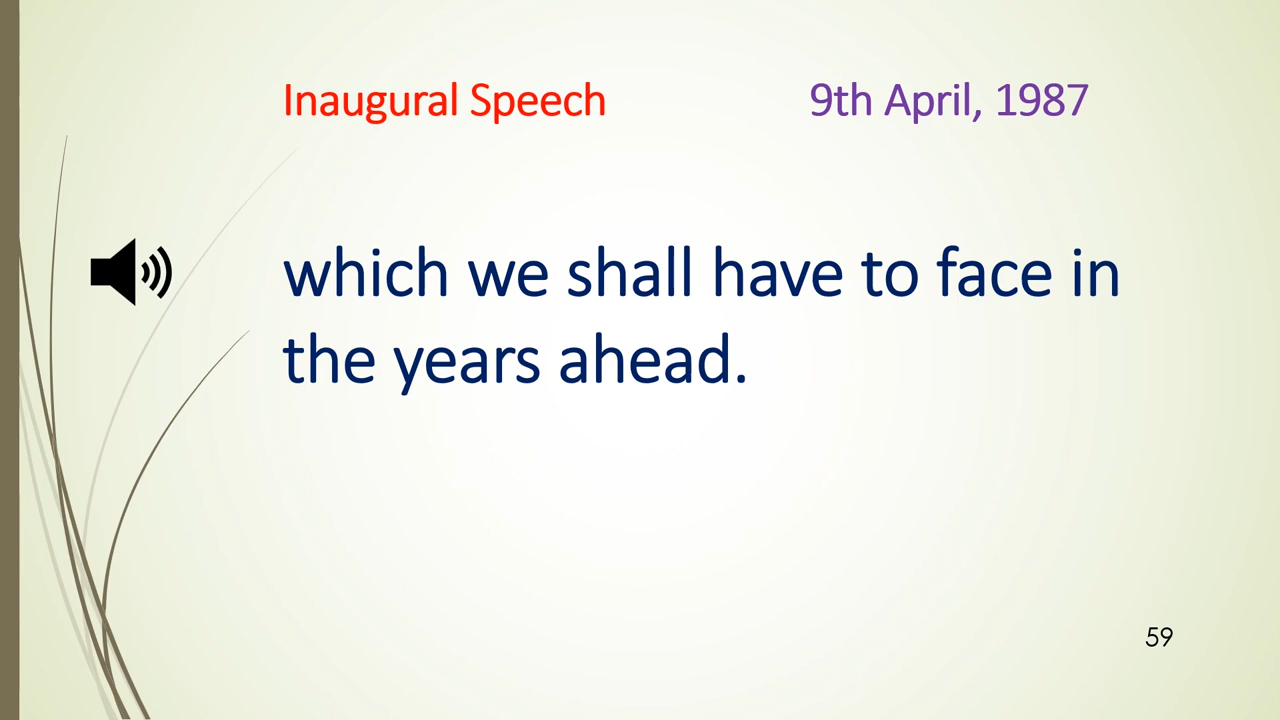 Inaugural Speech 9th April, 1987
which we shall have to face in
the years ahead.
59